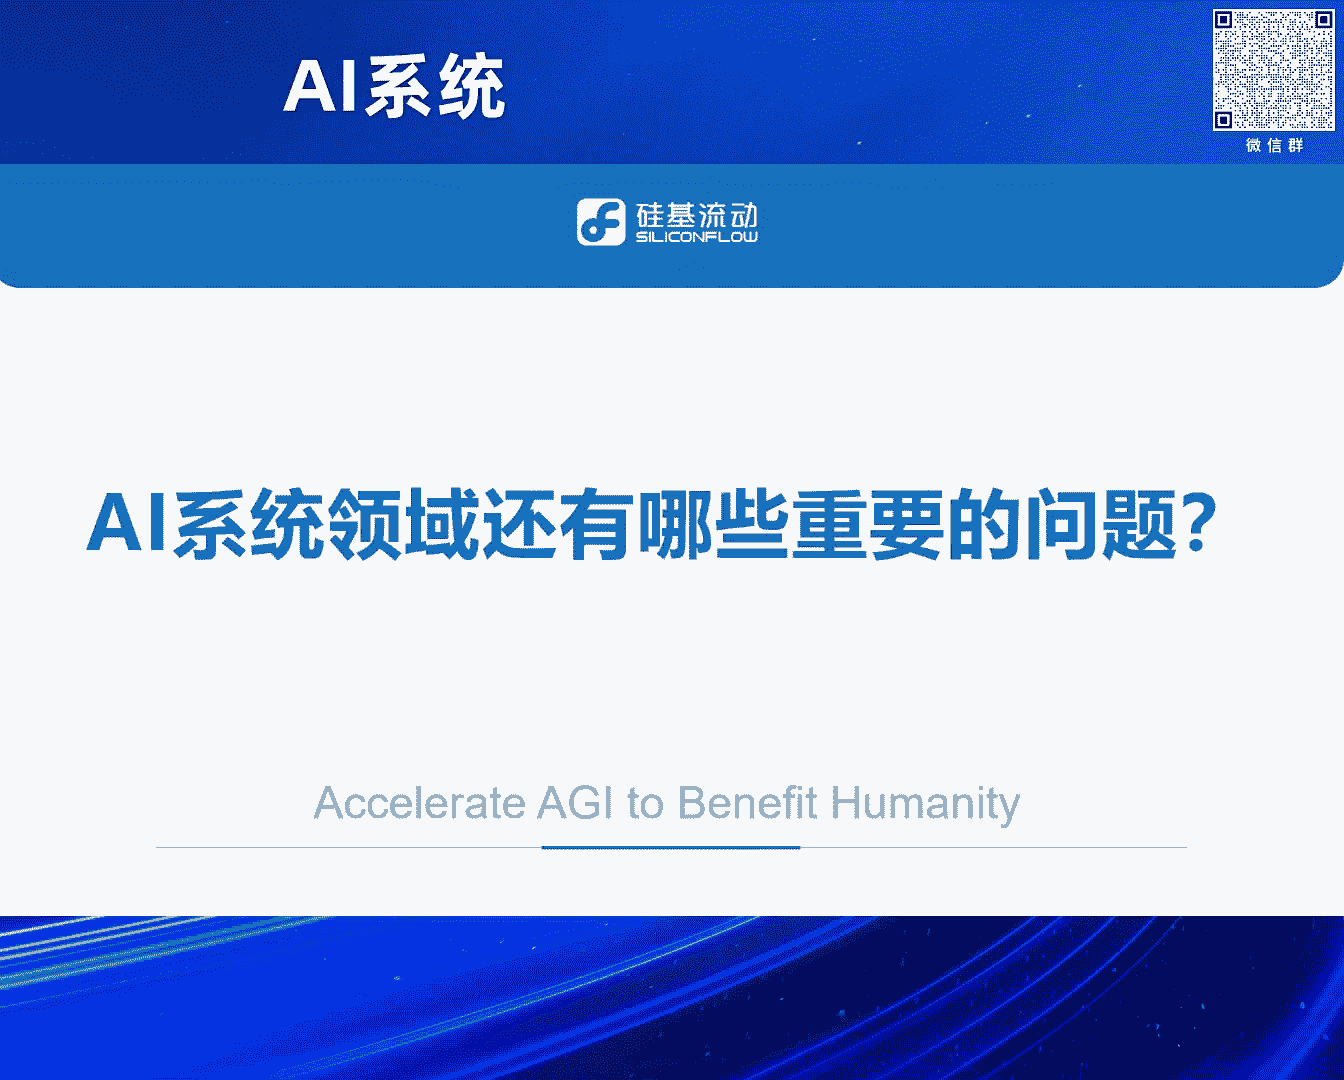 AI系统
微信群
硅基流动
SILICONFLOW
AI系统领域还有哪些重要的问题？
Accelerate AGI to Benefit Humanity